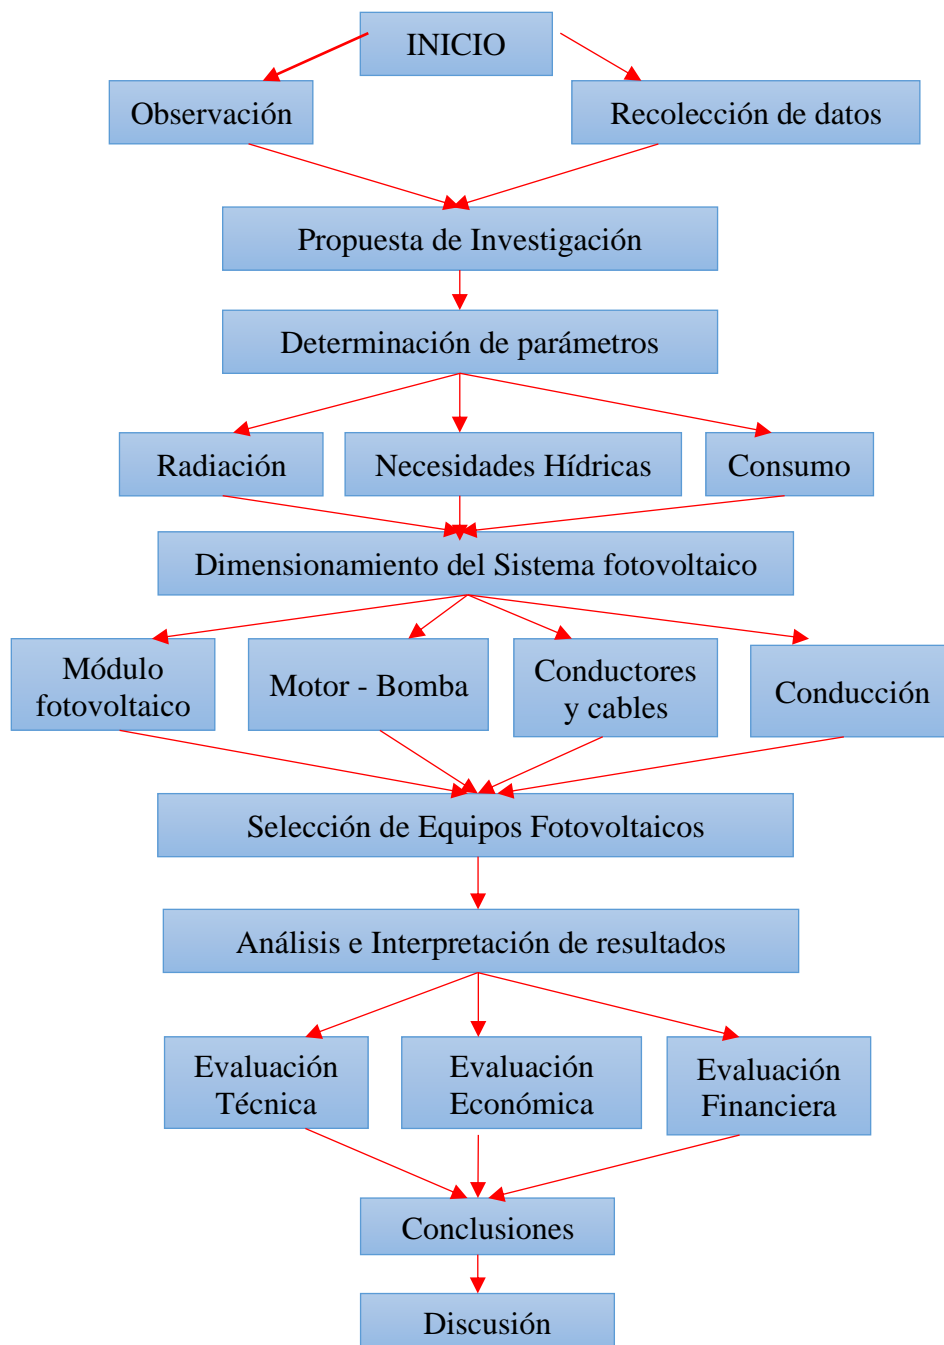 INICIO
Observación
Recolección de datos
Propuesta de Investigación
Determinación de parámetros
Radiación
Necesidades Hídricas
Consumo
Dimensionamiento del Sistema fotovoltaico
Módulo
fotovoltaico
Motor - Bomba
Conductores
y cables
Conducción
Selección de Equipos Fotovoltaicos
Análisis e Interpretación de resultados
Evaluación
Técnica
Evaluación
Económica
Evaluación
Financiera
Conclusiones
Discusión